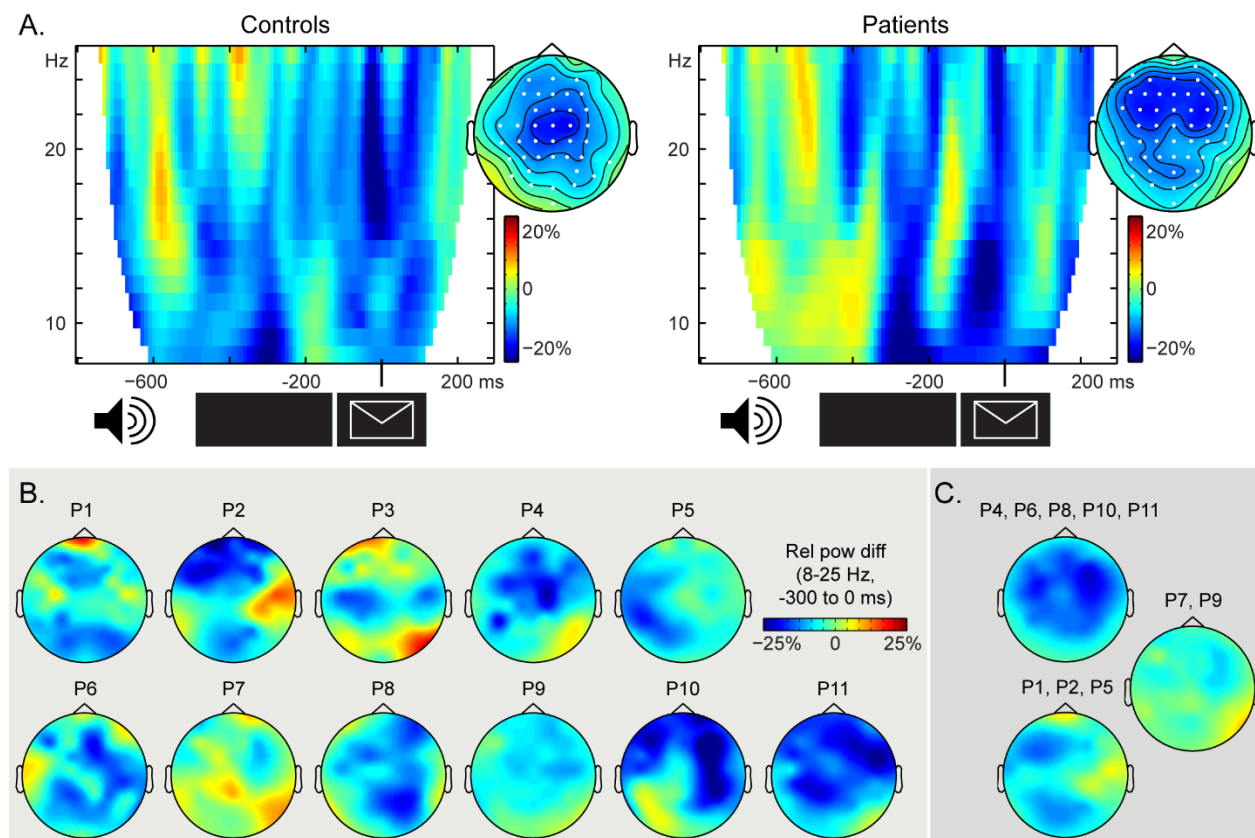 A.
Controls
Patients
Hz
20
10
−600
-200
200 ms
20%
0
−20%
Hz
20
10
−600
-200
200 ms
20%
0
−20%
B.
P1
P2
P3
P4
P5
Rel pow diff
(8-25 Hz,
-300 to 0 ms)
−25%
0
25%
P6
P7
P8
P9
P10
P11
C.
P4, P6, P8, P10, P11
P7, P9
P1, P2, P5